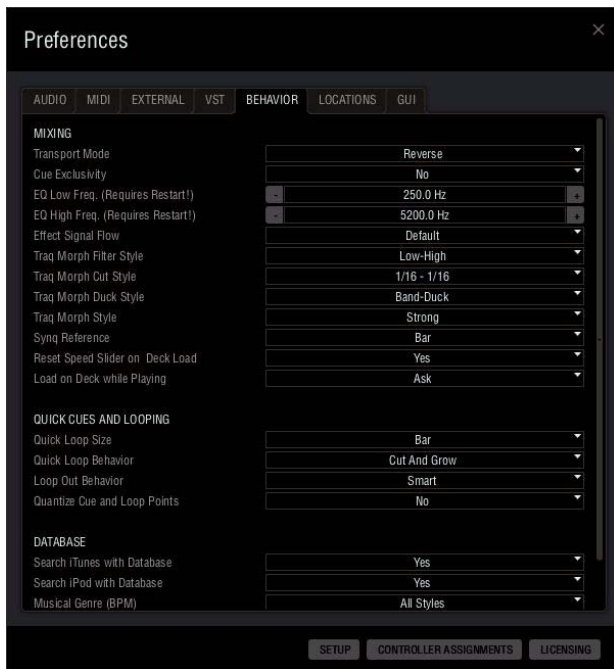 Preferences
AUDIO MIDI EXTERNAL VST BEHAVIOR LOCATIONS GUI
MIXING
Transport Mode Reverse
Cue Exclusivity No
EQ Low Freq. (Requires Restart!) - 250.0 Hz +
EQ High Freq. (Requires Restart!) - 5200.0 Hz +
Effect Signal Flow Default
Traq Morph Filter Style Low-High
Traq Morph Cut Style 1/16 - 1/16
Traq Morph Duck Style Band-Duck
Traq Morph Style Strong
Synq Reference Bar
Reset Speed Slider on Deck Load Yes
Load on Deck while Playing Ask
QUICK CUES AND LOOPING
Quick Loop Size Bar
Quick Loop Behavior Cut And Grow
Loop Out Behavior Smart
Quantize Cue and Loop Points No
DATABASE
Search iTunes with Database Yes
Search iPod with Database Yes
Musical Genre (BPM) All Styles
SETUP CONTROLLER ASSIGNMENTS LICENSING